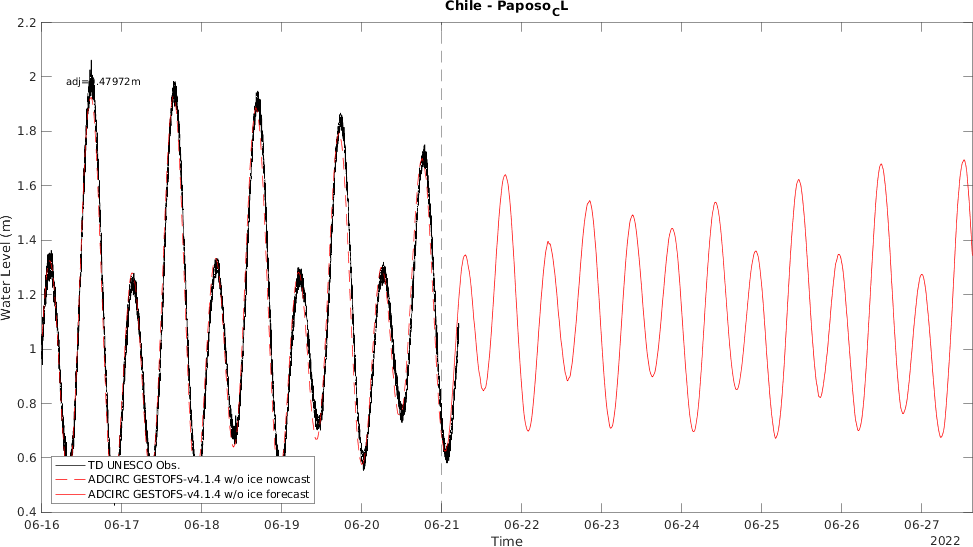 Chile - PaposoCL
2.2
2
1.8
1.6
1.4
1.2
1
0.8
0.6
0.4
Water Level (m)
TD UNESCO Obs.
ADCIRC GESTOFS-v4.1.4 w/o ice nowcast
ADCIRC GESTOFS-v4.1.4 w/o ice forecast
06-16 06-17 06-18 06-19 06-20 06-21 06-22 06-23 06-24 06-25 06-26 06-27
Time
2022